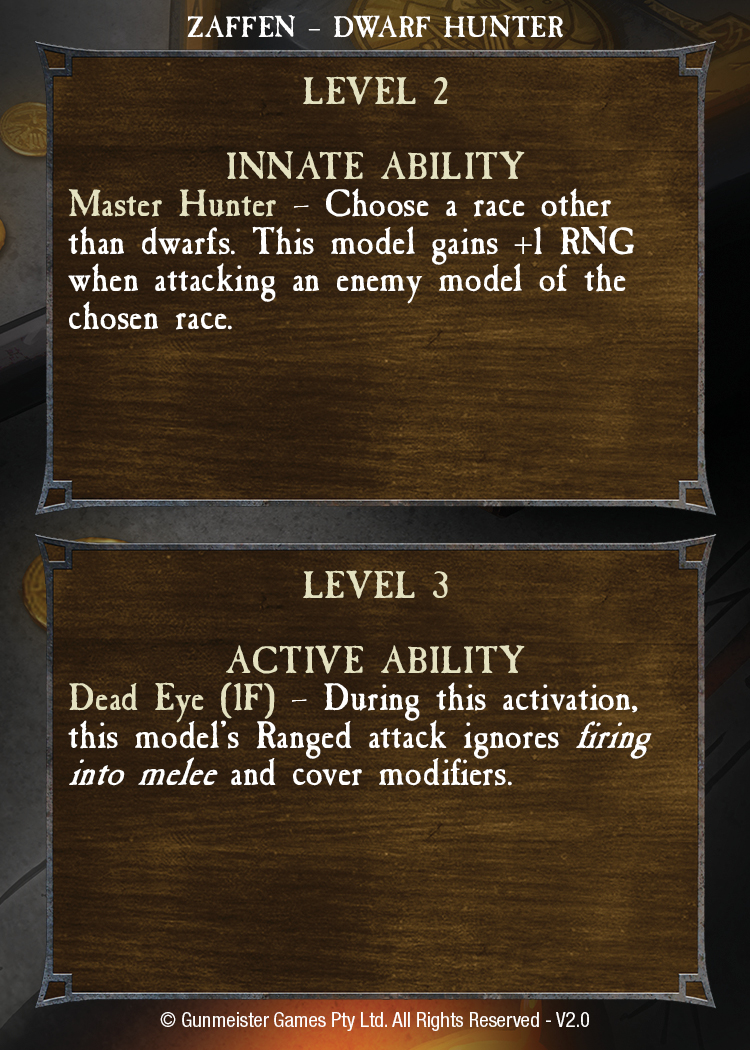 ZAFFEN – DWARF HUNTER
LEVEL 2
INNATE ABILITY
Master Hunter – Choose a race other
than dwarfs. This model gains +1 RNG
when attacking an enemy model of the
chosen race.
LEVEL 3
ACTIVE ABILITY
Dead Eye (1F) – During this activation,
this model's Ranged attack ignores firing
into melee and cover modifiers.
© Gunmeister Games Pty Ltd. All Rights Reserved - V2.0